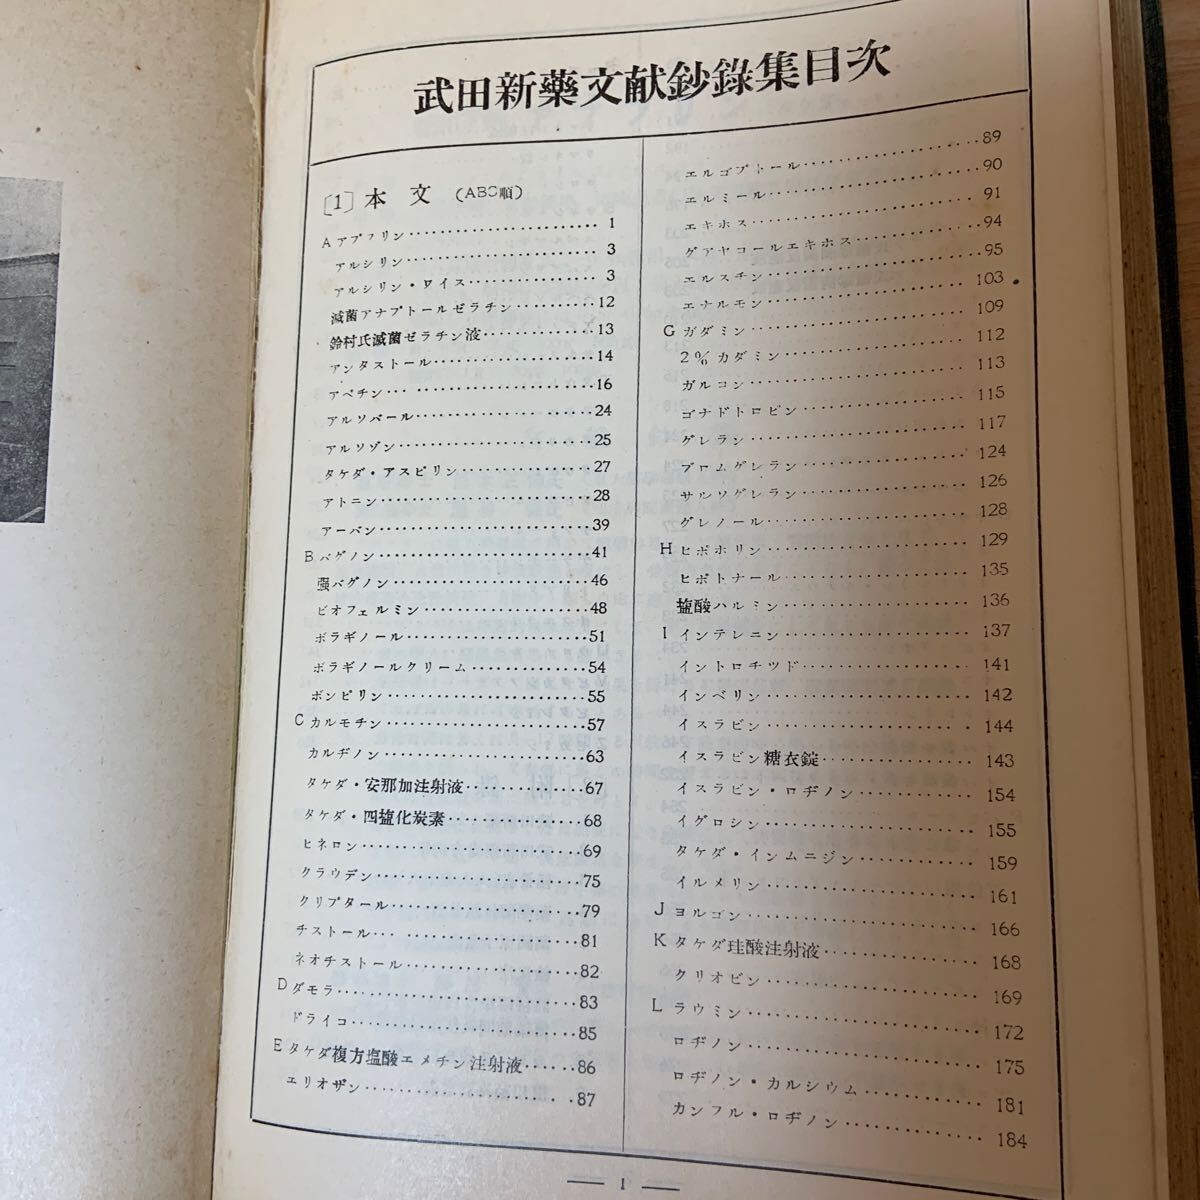 武田新藥文献鈔錄集目次
[1] 本文 (ABC順)
A アプフリン 1
アルシリン 3
アルシリン・ワイス 3
滅菌アナプトールゼラチン 12
鈴村氏滅菌ゼラチン液 13
アンタストール 14
アペチン 16
アルソバール 24
アルソゾン 25
タケダ・アスピリン 27
アトニン 28
アーバン 39
B バグノン 41
强バグノン 46
ビオフェルミン 48
ボラギノール 51
ボラギノールクリーム 54
ボンピリン 55
C カルモチン 57
カルヂノン 63
タケダ・安那加注射液 67
タケダ・四塩化炭素 68
ヒネロン 69
クラウデン 75
クリプタール 79
チストール 81
ネオチストール 82
D ダモラ 83
ドライコ 85
E タケダ複方塩酸エメチン注射液 86
エリオザン 87
エルゴプトール 89
エルミール 90
エキホス 91
グアヤコールエキホス 94
エルスチン 95
エナルモン 103
G ガダミン 109
2%カダミン 112
ガルコン 113
ゴナドトロピン 115
ゲレラン 117
ブロムゲレラン 124
サルソゲレラン 126
グレノール 128
H ヒポホリン 129
ヒポトナール 135
塩酸ハルミン 136
I インテレニン 137
イントロチツド 141
インベリン 142
イスラビン 144
イスラビン糖衣錠 143
イスラビン・ロヂノン 154
イグロシン 155
タケダ・インムニジン 159
イルメリン 161
J ヨルゴン 166
K タケダ珪酸注射液 168
クリオビン 169
L ラウミン 172
ロヂノン 175
ロヂノン・カルシウム 181
カンフル・ロヂノン 184
1